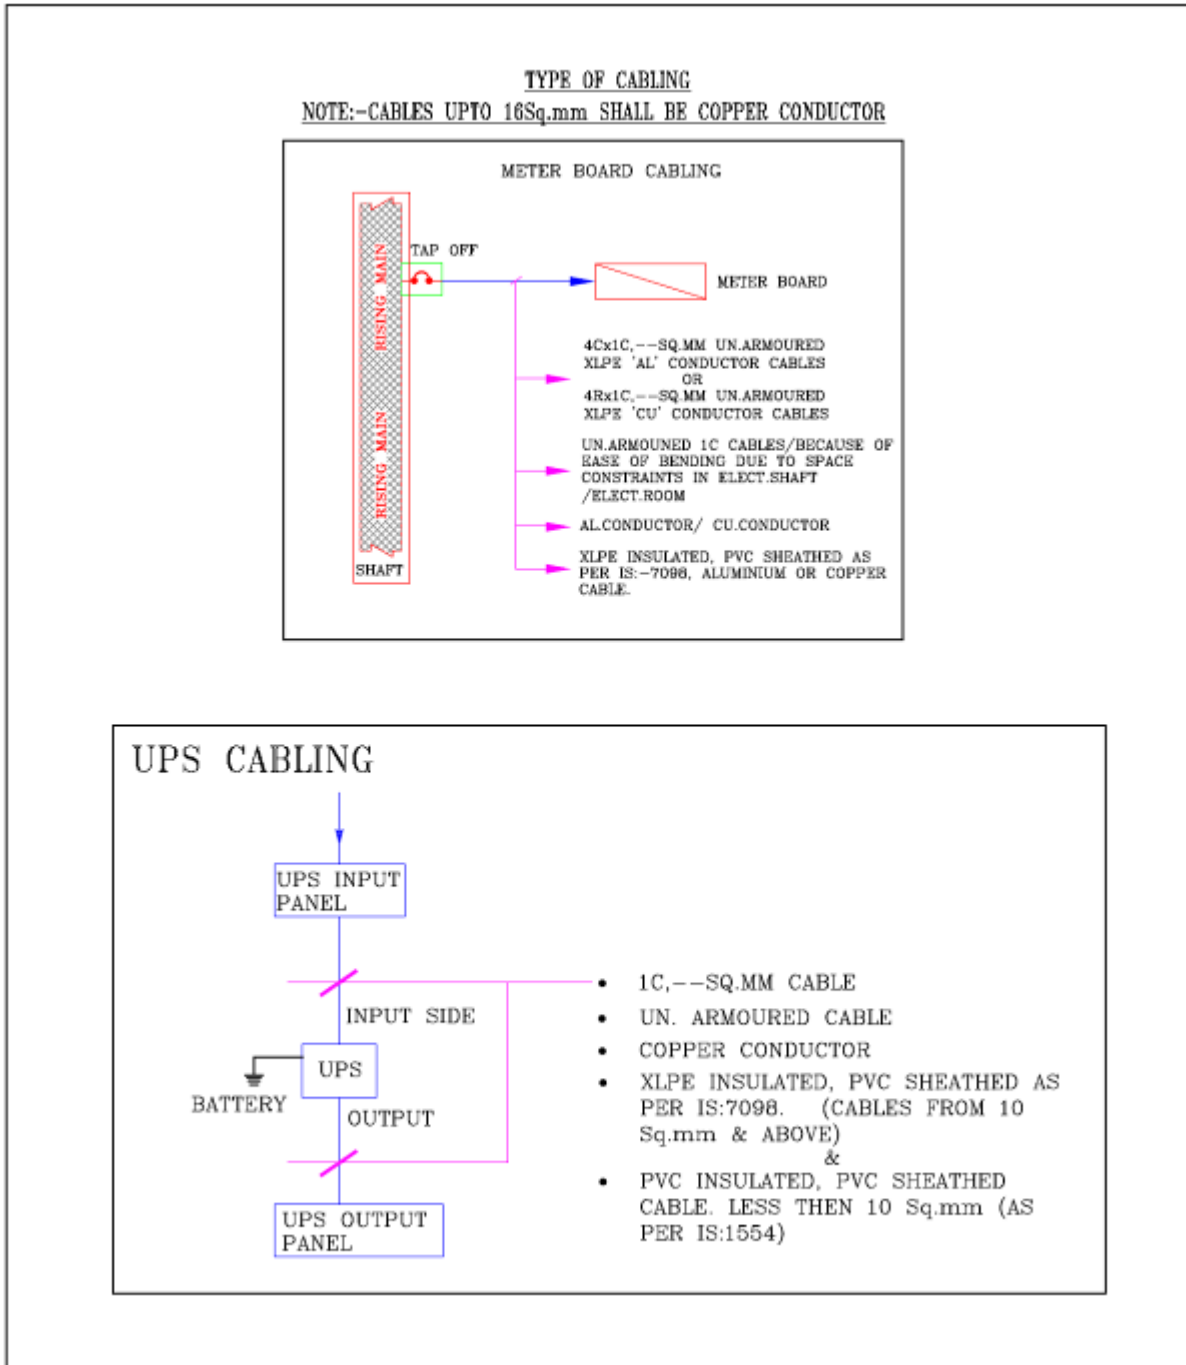 TYPE OF CABLING
NOTE:-CABLES UPTO 16Sq.mm SHALL BE COPPER CONDUCTOR
METER BOARD CABLING
TAP OFF
RISING MAIN
RISING MAIN
SHAFT
METER BOARD
4Cx1C,--SQ.MM UN.ARMOURED
XLPE 'AL' CONDUCTOR CABLES
OR
4Rx1C,--SQ.MM UN.ARMOURED
XLPE 'CU' CONDUCTOR CABLES
UN.ARMOUNED 1C CABLES/BECAUSE OF
EASE OF BENDING DUE TO SPACE
CONSTRAINTS IN ELECT.SHAFT
/ELECT.ROOM
AL.CONDUCTOR/ CU.CONDUCTOR
XLPE INSULATED, PVC SHEATHED AS
PER IS:-7098, ALUMINIUM OR COPPER
CABLE.
UPS CABLING
UPS INPUT
PANEL
INPUT SIDE
UPS
BATTERY
OUTPUT
UPS OUTPUT
PANEL
• 1C,--SQ.MM CABLE
• UN. ARMOURED CABLE
• COPPER CONDUCTOR
• XLPE INSULATED, PVC SHEATHED AS
PER IS:7098. (CABLES FROM 10
Sq.mm & ABOVE)
&
• PVC INSULATED, PVC SHEATHED
CABLE. LESS THEN 10 Sq.mm (AS
PER IS:1554)